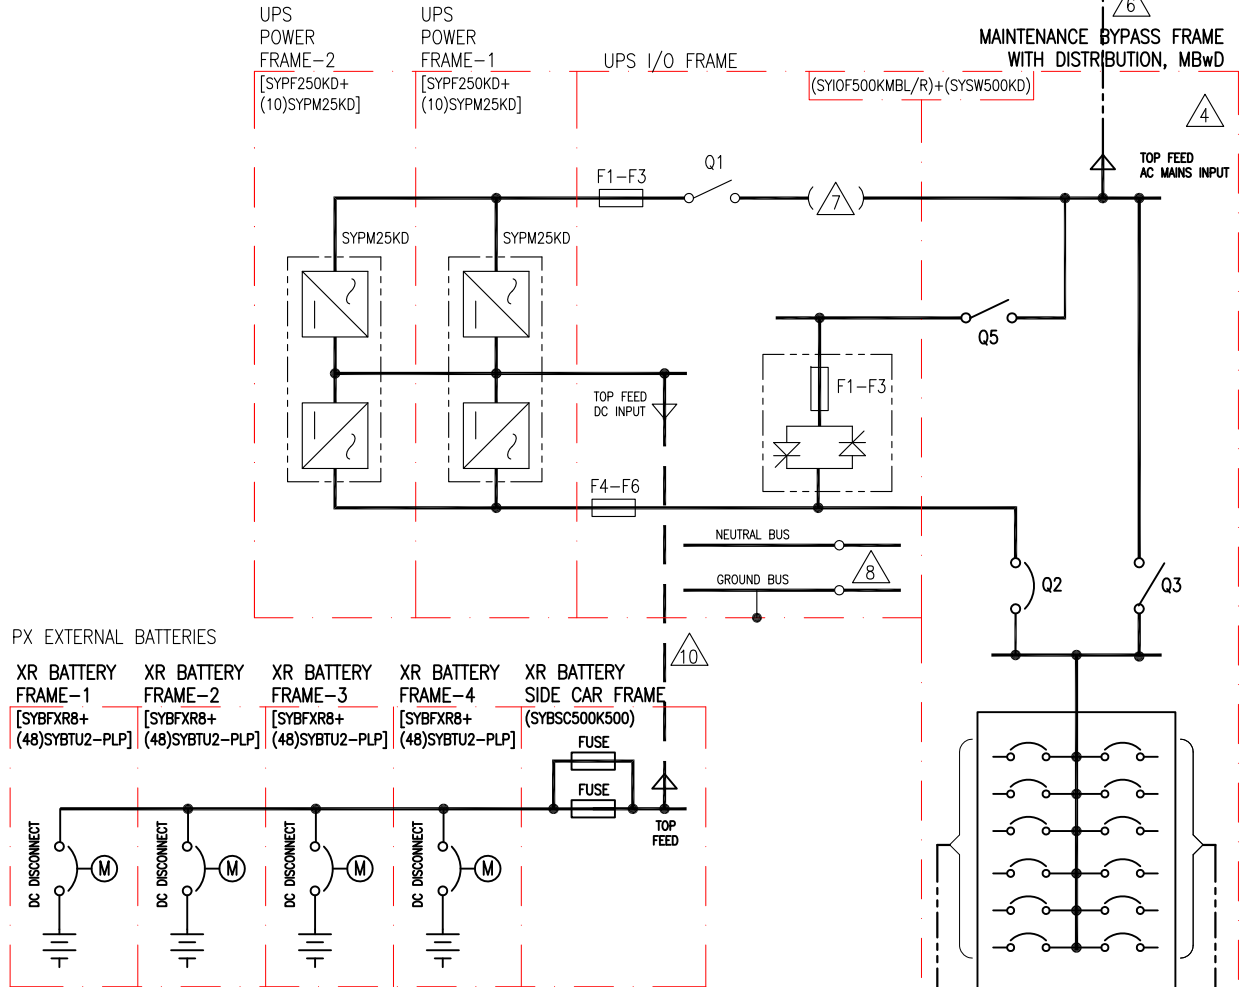 UPS
POWER
FRAME-2
[SYPF250KD+
(10)SYPM25KD]
UPS
POWER
FRAME-1
[SYPF250KD+
(10)SYPM25KD]
UPS I/O FRAME
(SYIOF500KMBL/R)+(SYSW500KD)
6
MAINTENANCE BYPASS FRAME
WITH DISTRIBUTION, MBwD
4
TOP FEED
AC MAINS INPUT
F1-F3
Q1
7
SYPM25KD
SYPM25KD
Q5
F1-F3
TOP FEED
DC INPUT
F4-F6
NEUTRAL BUS
GROUND BUS
8
Q2
Q3
10
PX EXTERNAL BATTERIES
XR BATTERY
FRAME-1
[SYBFXR8+
(48)SYBTU2-PLP]
XR BATTERY
FRAME-2
[SYBFXR8+
(48)SYBTU2-PLP]
XR BATTERY
FRAME-3
[SYBFXR8+
(48)SYBTU2-PLP]
XR BATTERY
FRAME-4
[SYBFXR8+
(48)SYBTU2-PLP]
XR BATTERY
SIDE CAR FRAME
(SYBSC500K500)
FUSE
FUSE
TOP
FEED
DC DISCONNECT
M
DC DISCONNECT
M
DC DISCONNECT
M
DC DISCONNECT
M